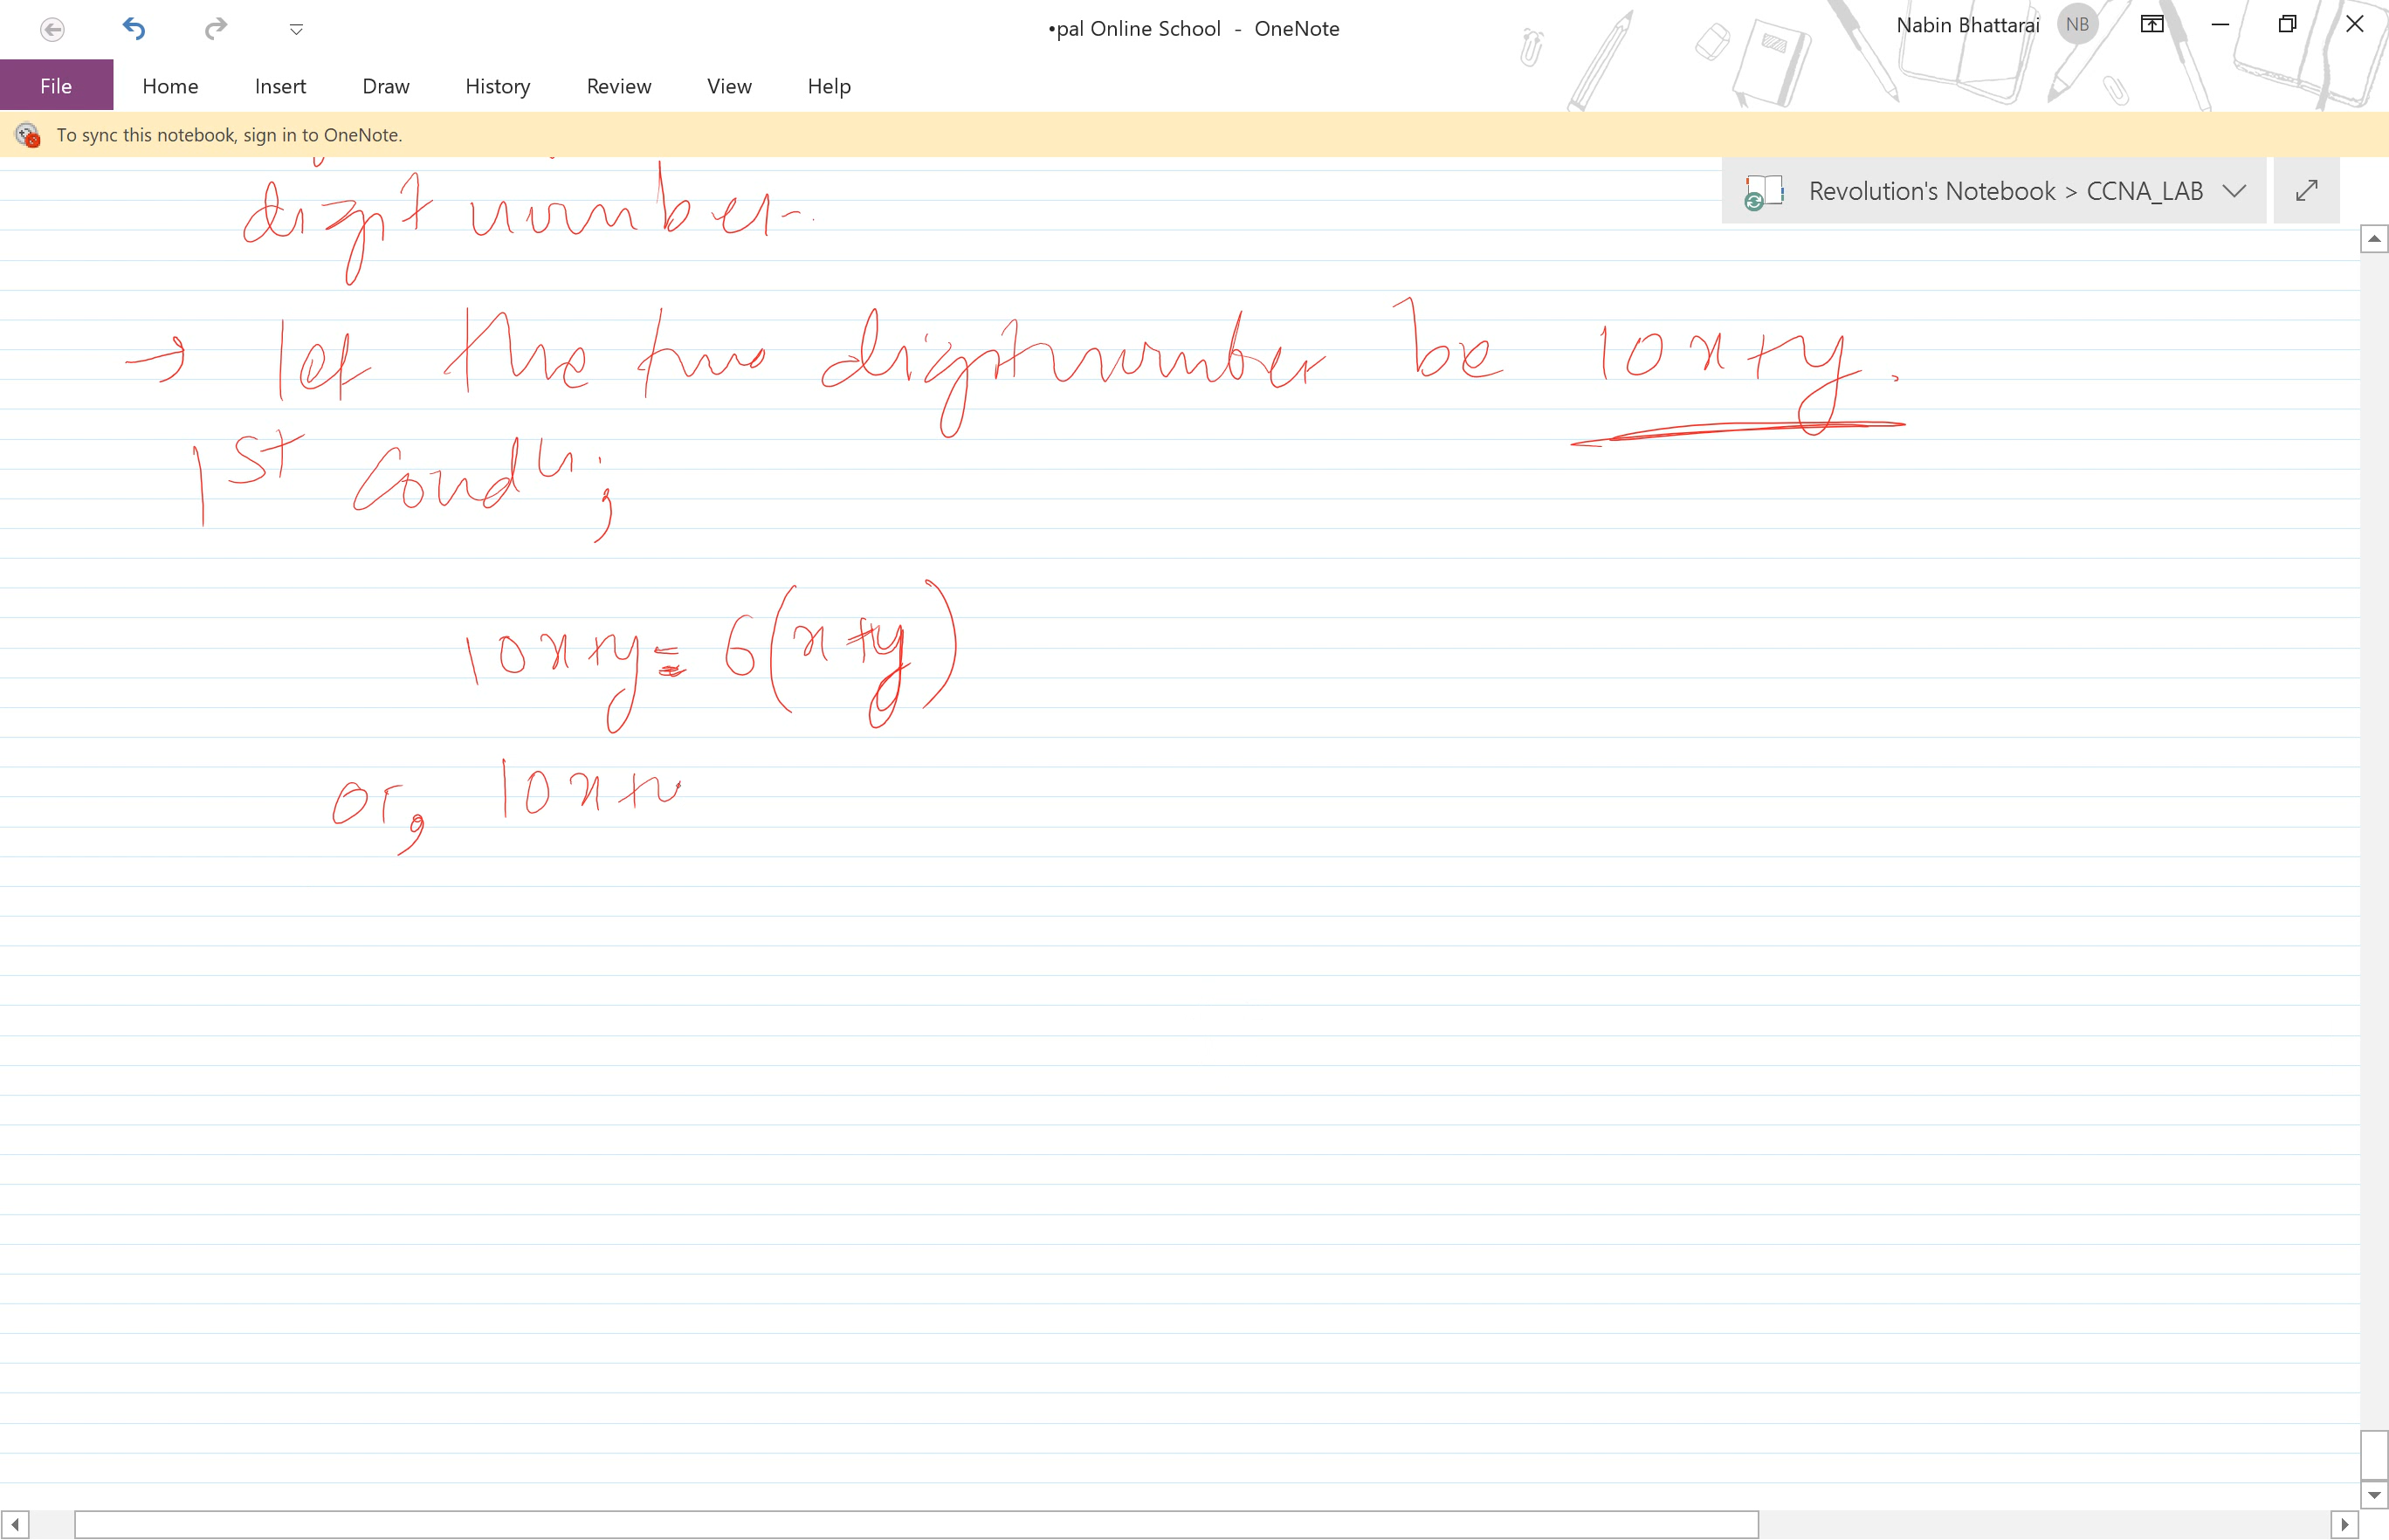 •pal Online School - OneNote
Nabin Bhattarai NB
File Home Insert Draw History Review View Help
To sync this notebook, sign in to OneNote.
Revolution's Notebook > CCNA_LAB
digit number.
→ let the two digit number be 10x+y.
1st condn;
10x+y = 6(x+y)
or, 10x+